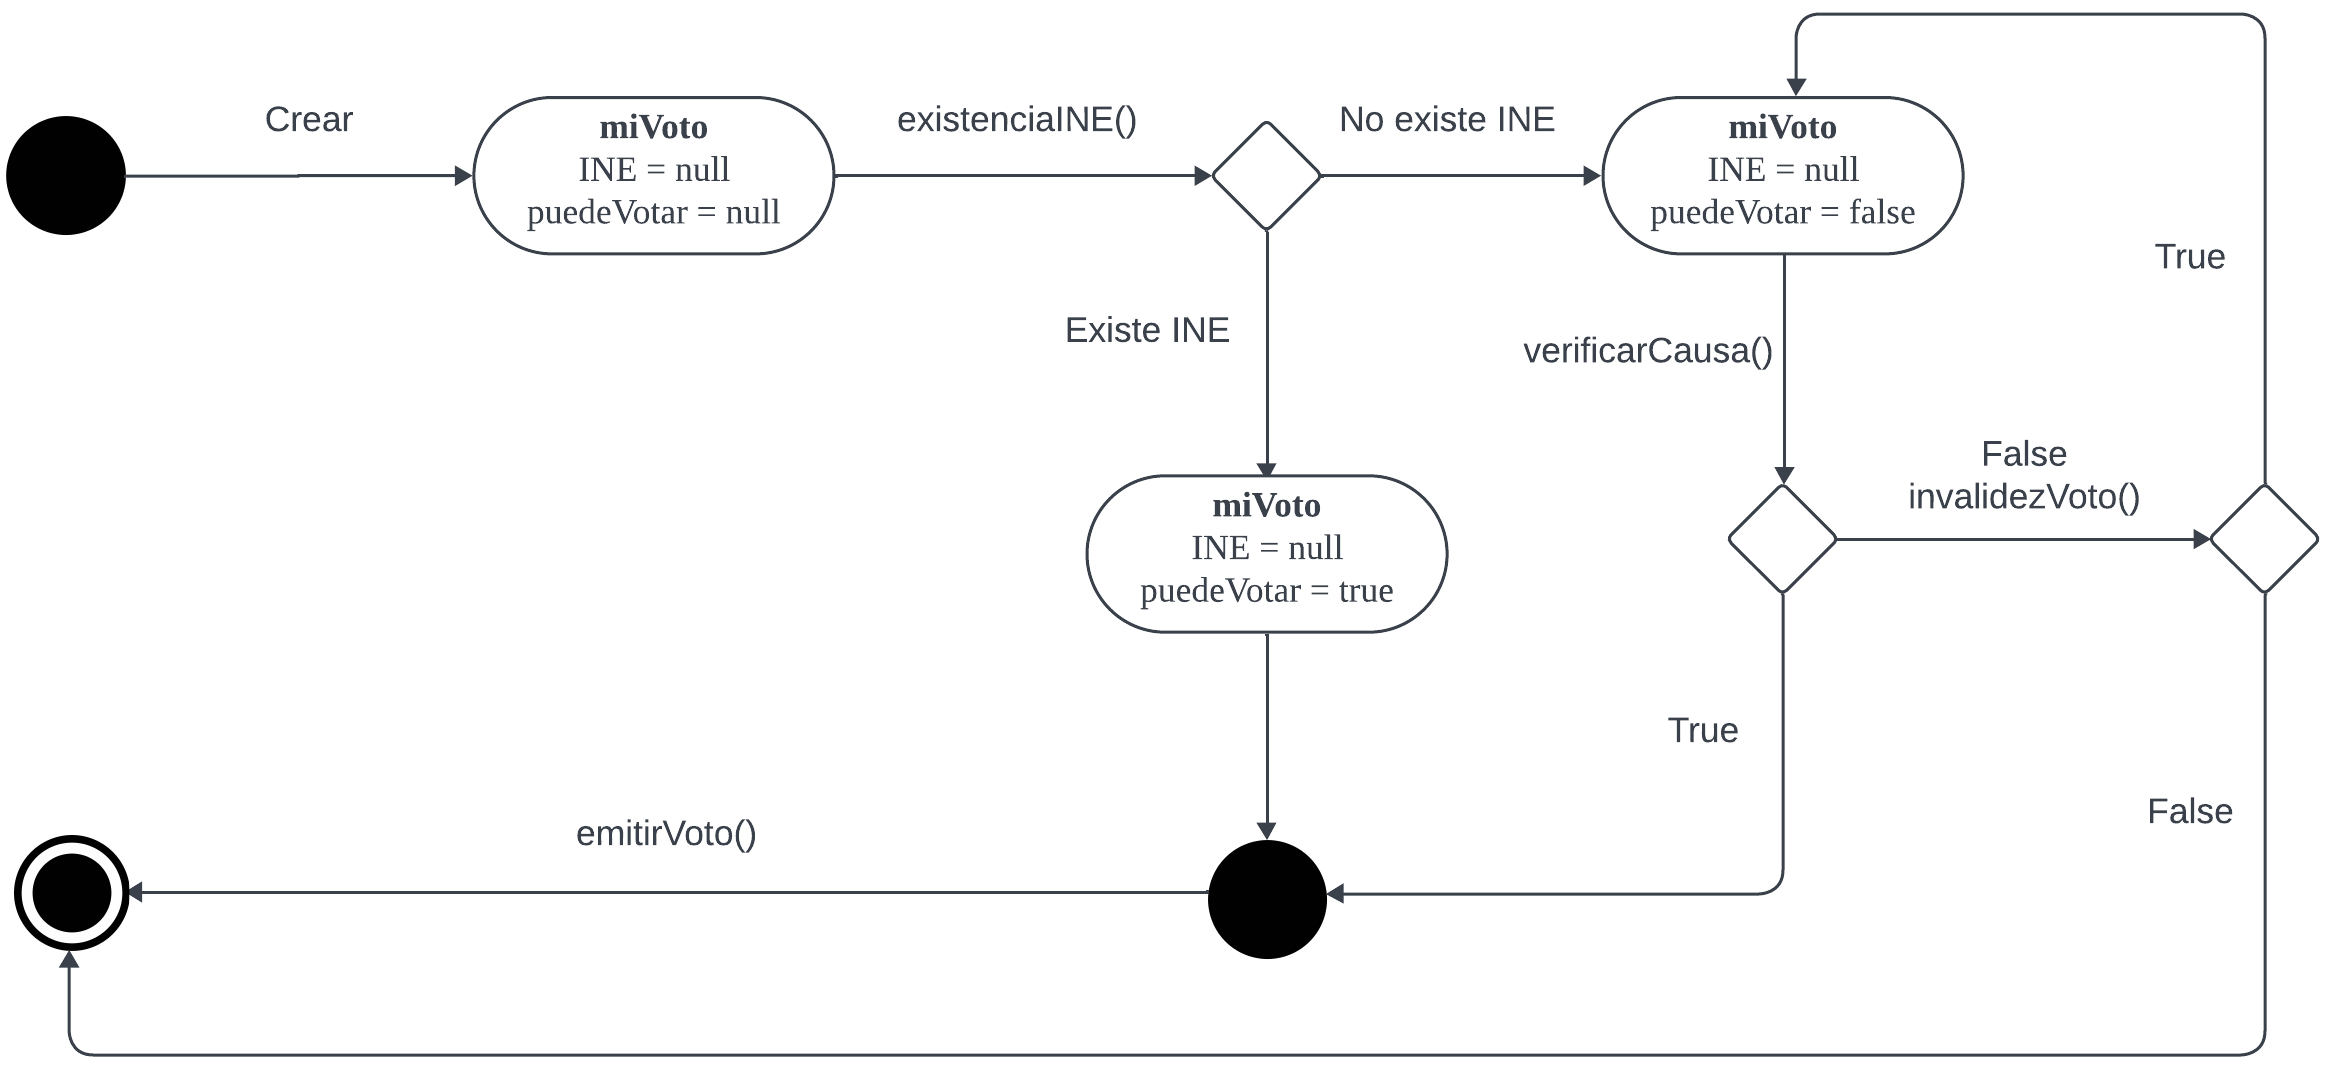 Crear
miVoto
INE = null
puedeVotar = null
existenciaINE()
No existe INE
miVoto
INE = null
puedeVotar = false
True
Existe INE
verificarCausa()
False
invalidezVoto()
miVoto
INE = null
puedeVotar = true
True
False
emitirVoto()